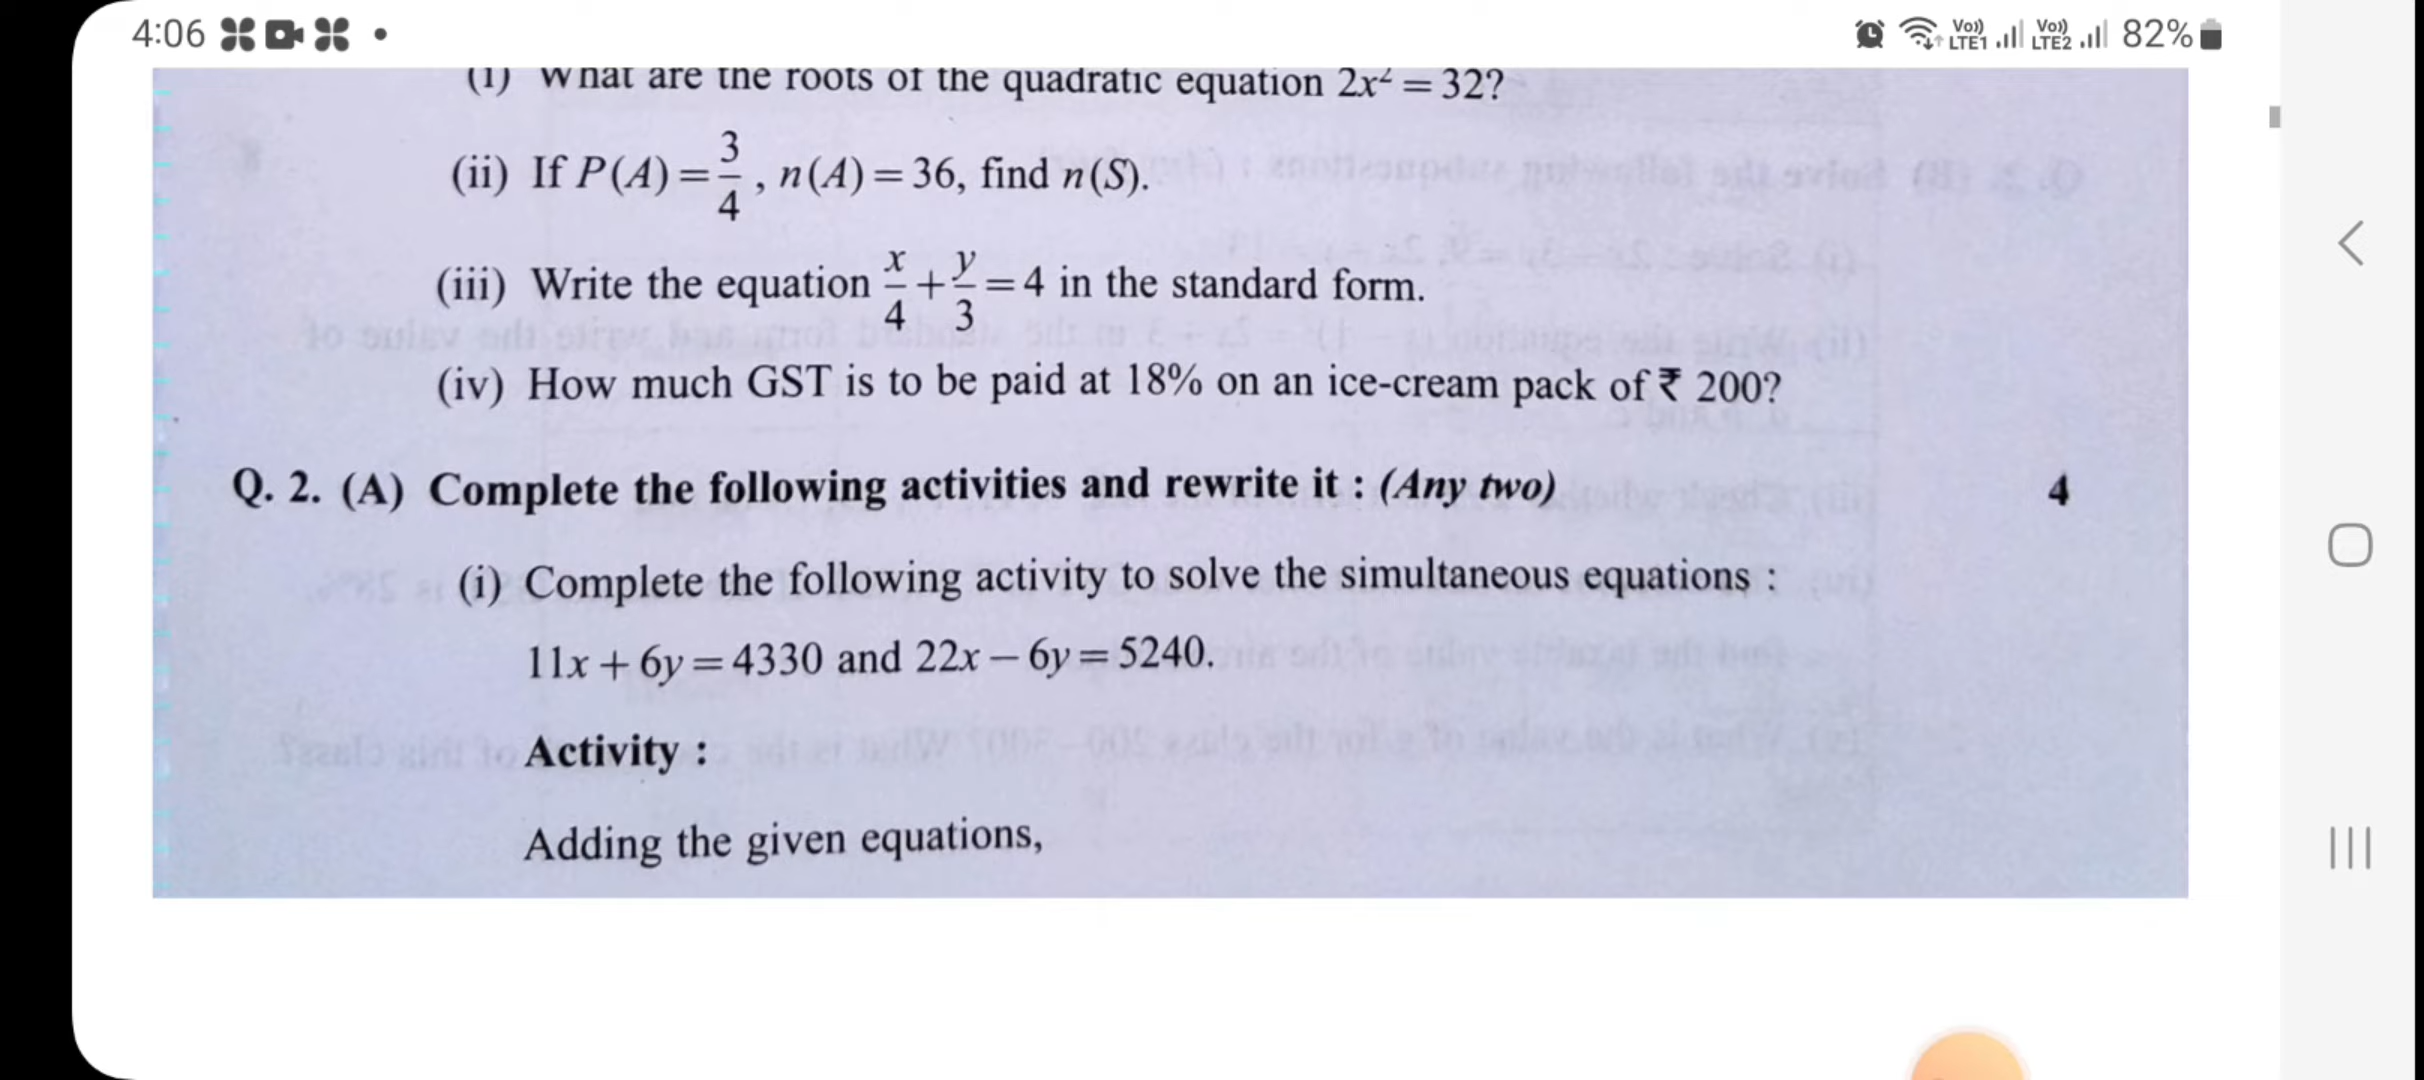 4:06
Vo)) LTE1 Vo)) LTE2 82%
(i) What are the roots of the quadratic equation 2x² = 32?
(ii) If P(A) = 3/4, n(A) = 36, find n(S).
(iii) Write the equation x/4 + y/3 = 4 in the standard form.
(iv) How much GST is to be paid at 18% on an ice-cream pack of ₹ 200?
Q. 2. (A) Complete the following activities and rewrite it : (Any two) 4
(i) Complete the following activity to solve the simultaneous equations :
11x + 6y = 4330 and 22x – 6y = 5240.
Activity :
Adding the given equations,